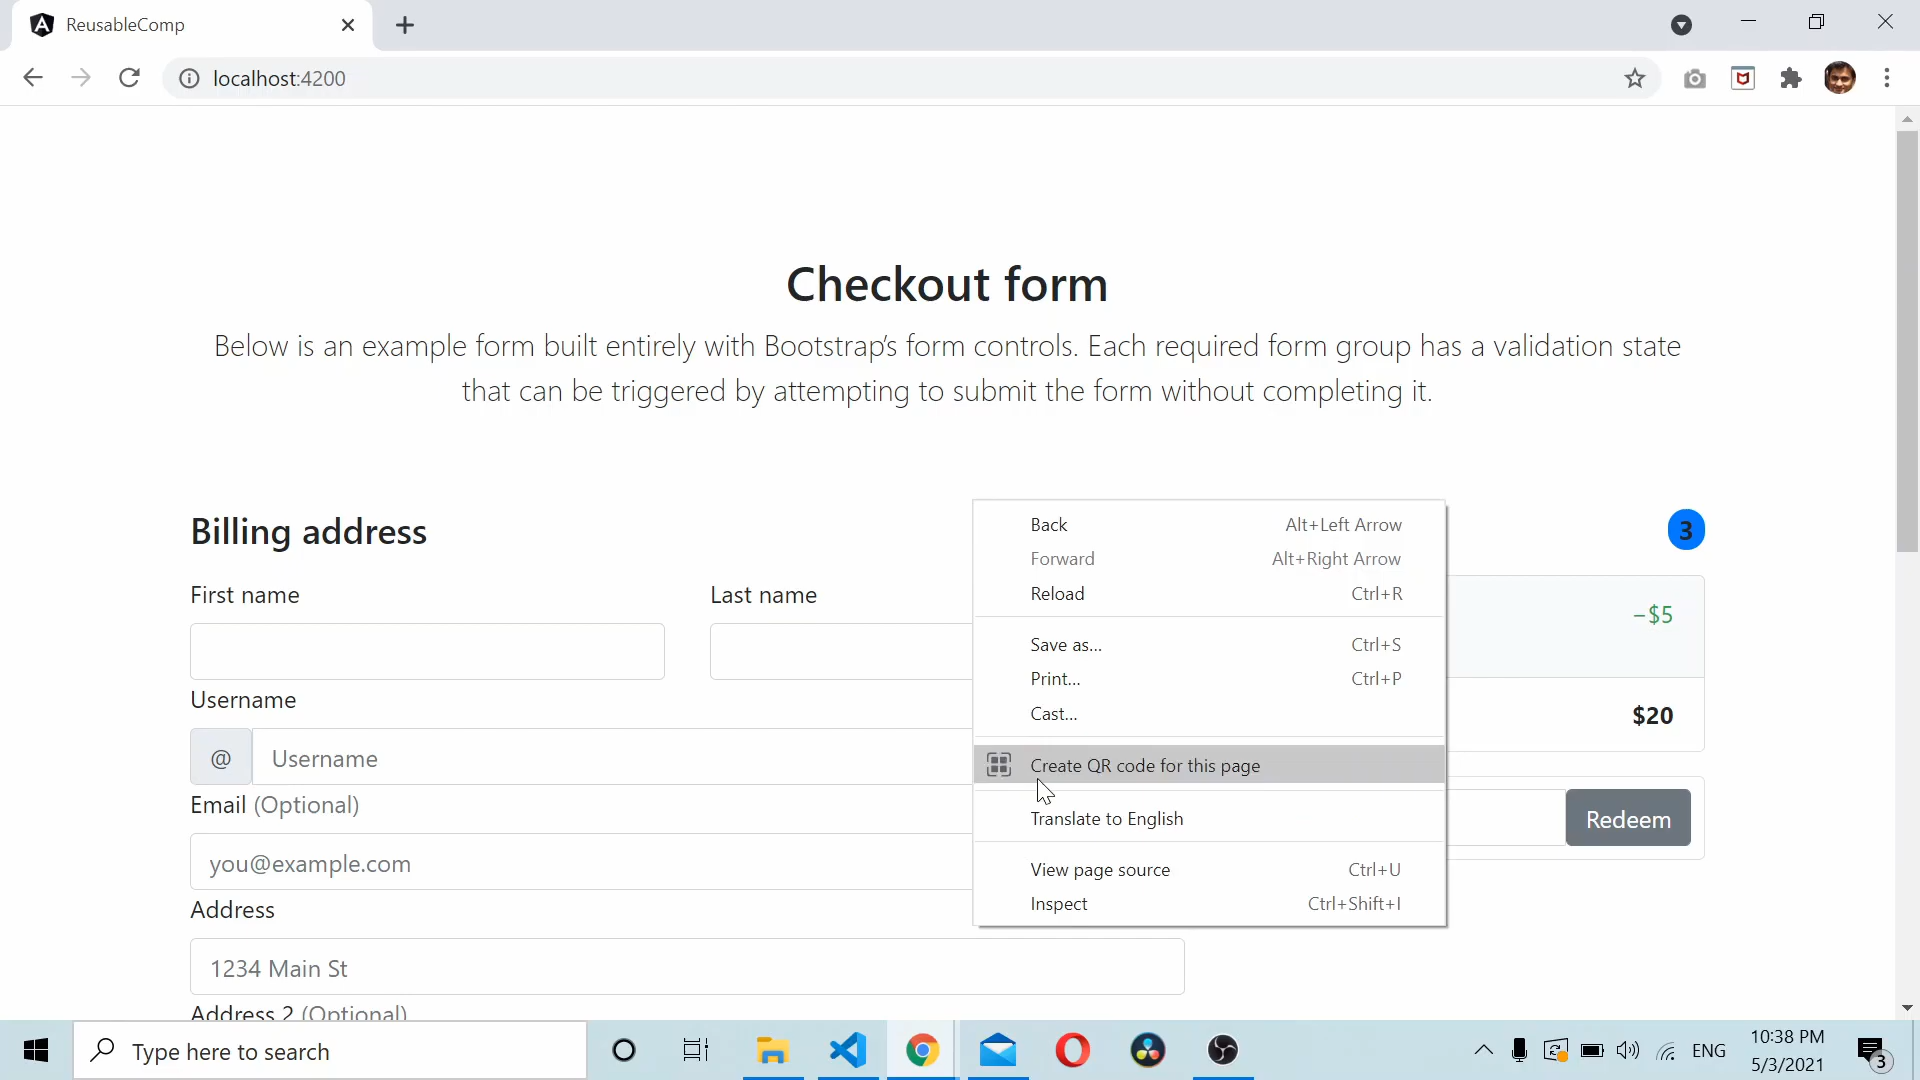 ReusableComp
localhost:4200
Checkout form
Below is an example form built entirely with Bootstrap's form controls. Each required form group has a validation state
that can be triggered by attempting to submit the form without completing it.
Billing address
3
First name
Last name
−$5
Username
$20
@ Username
Email (Optional)
Redeem
you@example.com
Address
1234 Main St
Address 2 (Optional)
Back Alt+Left Arrow
Forward Alt+Right Arrow
Reload Ctrl+R
Save as... Ctrl+S
Print... Ctrl+P
Cast...
Create QR code for this page
Translate to English
View page source Ctrl+U
Inspect Ctrl+Shift+I
Type here to search
ENG
10:38 PM
5/3/2021
3